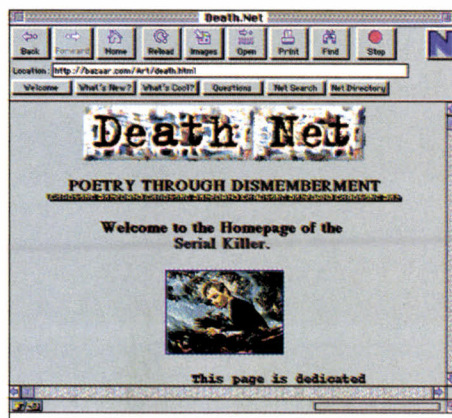 Death.Net
Back Forward Home Reload Images Open Print Find Stop N
Location: http://bazaar.com/Art/death.html
Welcome What's New? What's Cool? Questions Net Search Net Directory
Death Net
POETRY THROUGH DISMEMBERMENT
Welcome to the Homepage of the
Serial Killer.
This page is dedicated